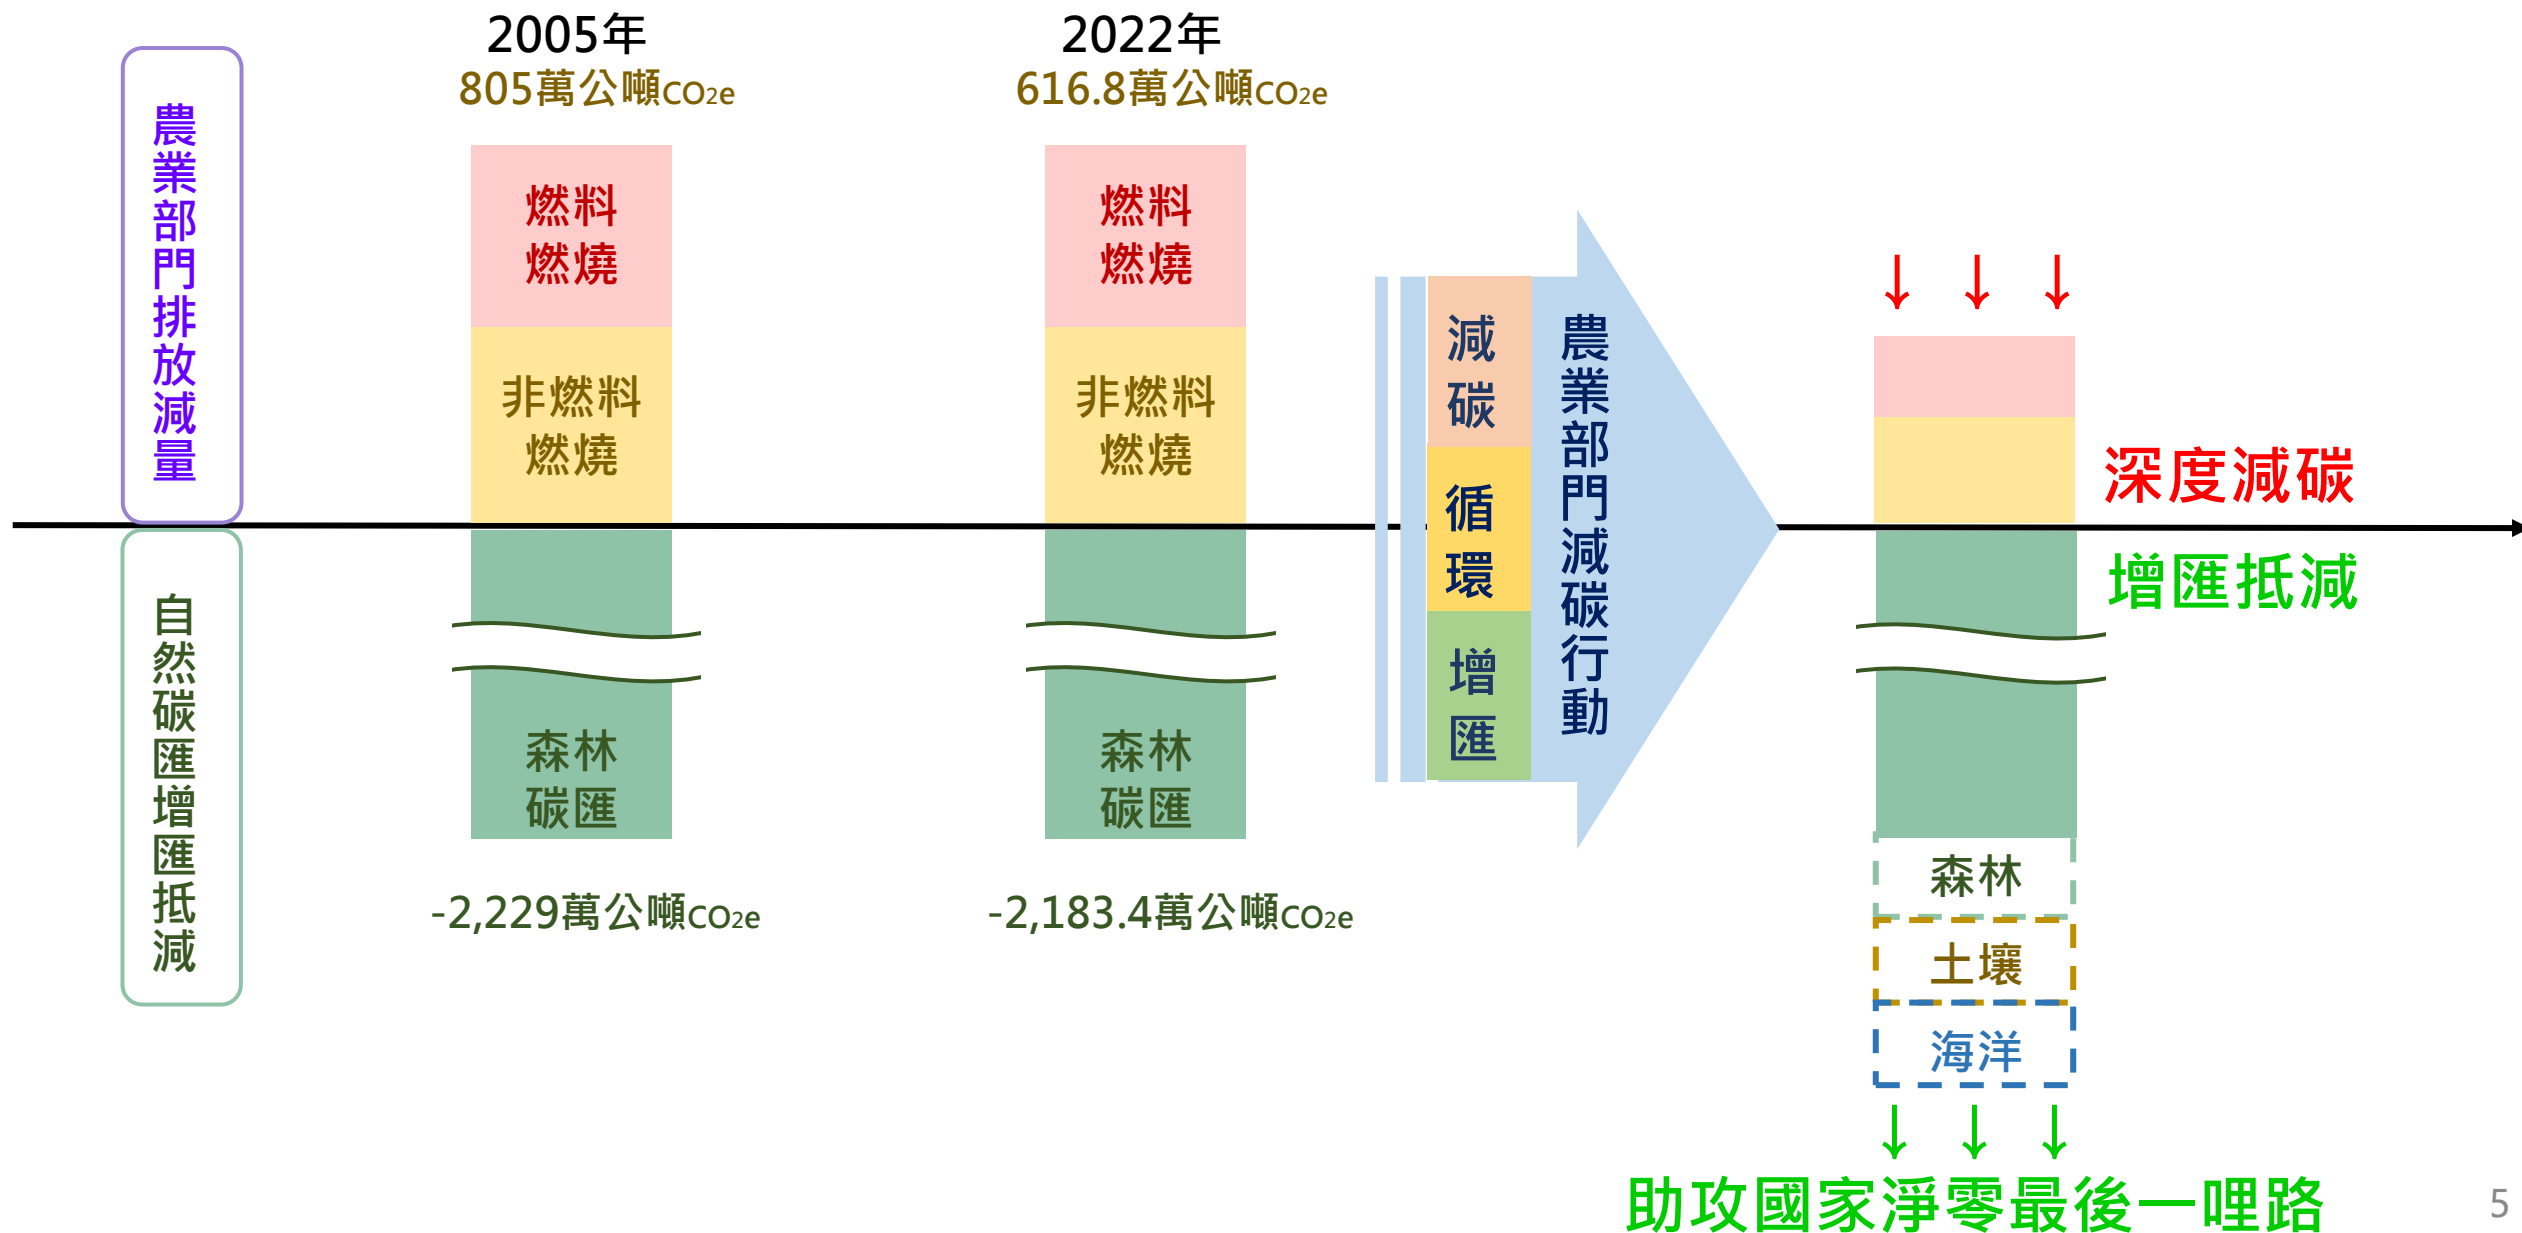 2005年
805萬公噸CO₂e
2022年
616.8萬公噸CO₂e
農業部門排放減量
燃料
燃燒
非燃料
燃燒
燃料
燃燒
非燃料
燃燒
減碳
循環
增匯
農業部門減碳行動
深度減碳
增匯抵減
自然碳匯增匯抵減
森林
碳匯
-2,229萬公噸CO₂e
森林
碳匯
-2,183.4萬公噸CO₂e
森林
土壤
海洋
助攻國家淨零最後一哩路
5